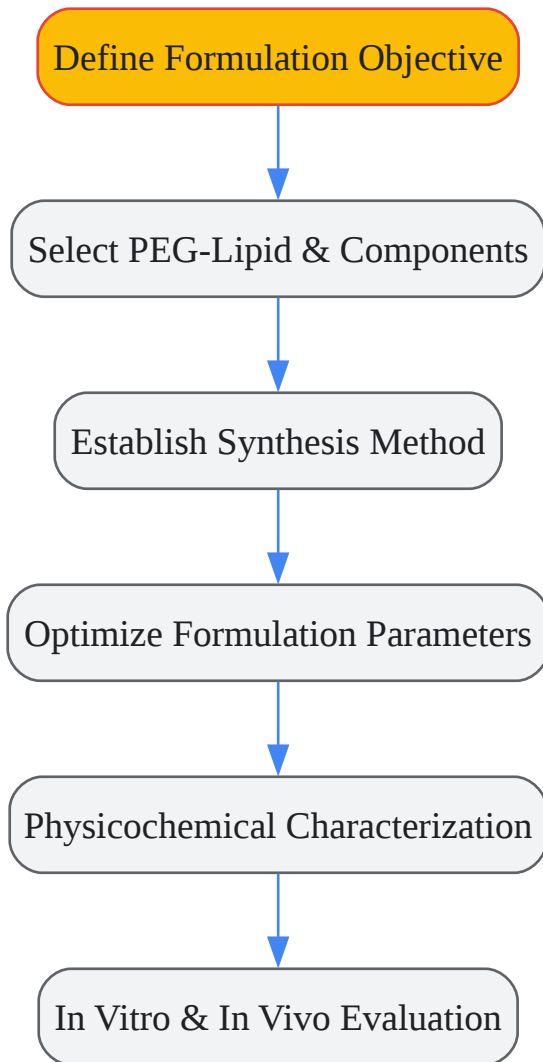 Define Formulation Objective
Select PEG-Lipid & Components
Establish Synthesis Method
Optimize Formulation Parameters
Physicochemical Characterization
In Vitro & In Vivo Evaluation